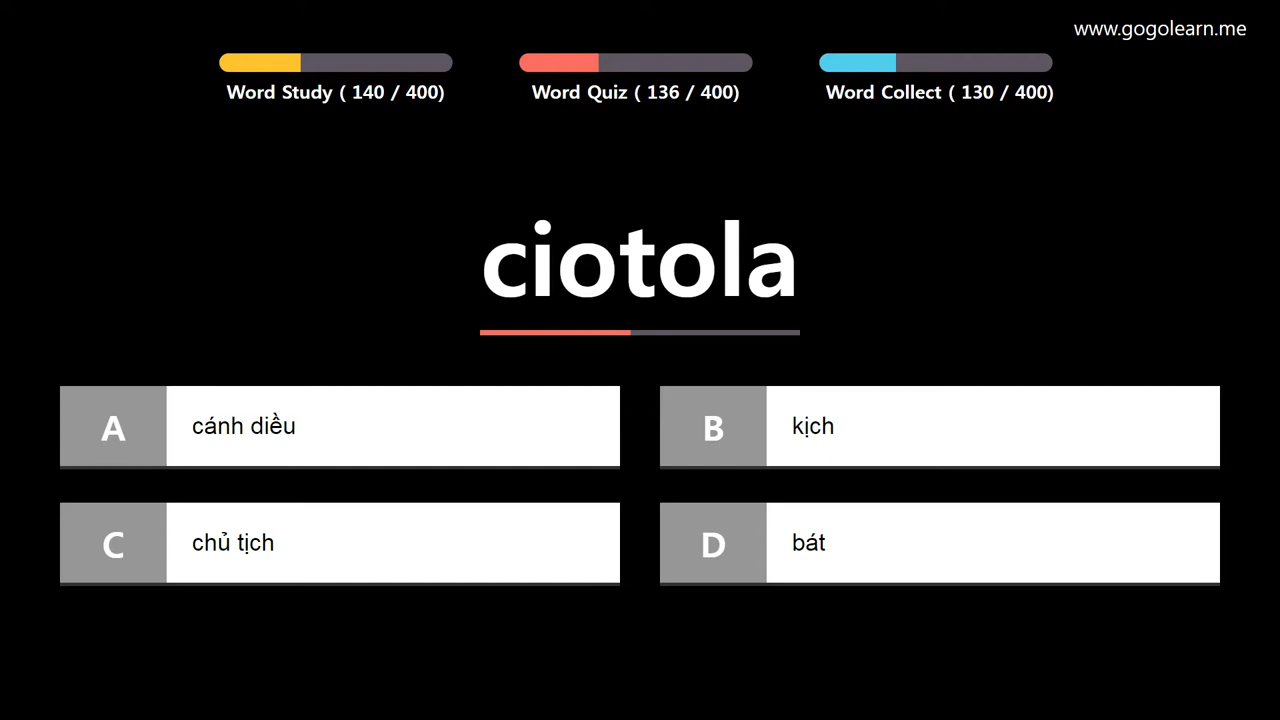 www.gogolearn.me
Word Study ( 140 / 400)
Word Quiz ( 136 / 400)
Word Collect ( 130 / 400)
ciotola
A
cánh diều
B
kịch
C
chủ tịch
D
bát